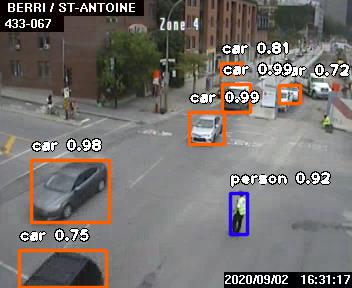 BERRI / ST-ANTOINE
433-067
Zone 4
car 0.81
car 0.99
car 0.72
car 0.99
car 0.98
person 0.92
car 0.75
2020/09/02 16:31:17